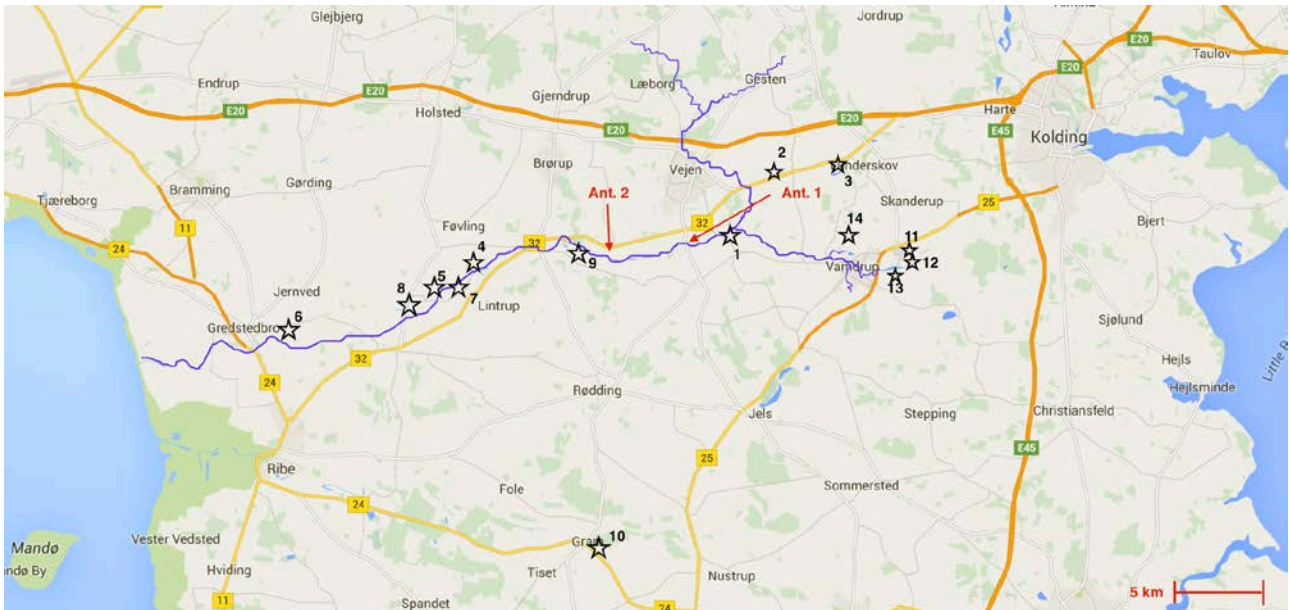 Glejbjerg
Jordrup
E20
Taulov
Endrup
E20
E20
Læborg
Gesten
Gjerndrup
Holsted
E20
E20
Harte
E45
Kolding
Brørup
Vejen
2
3
Bramming
Gørding
Ant. 2
Ant. 1
Skanderup
25
Tjæreborg
11
Føvling
32
14
Bjert
24
4
32
9
1
11
12
Vamdrup
13
Jernved
8
5
7
Lintrup
6
Gredstedbro
Sjølund
32
Hejls
24
Rødding
Hejlsminde
Jels
Stepping
Christiansfeld
E45
Ribe
25
Fole
Sommersted
24
Vester Vedsted
Gram
10
Mandø
Hviding
Tiset
Nustrup
11
Spandet
24
5 km